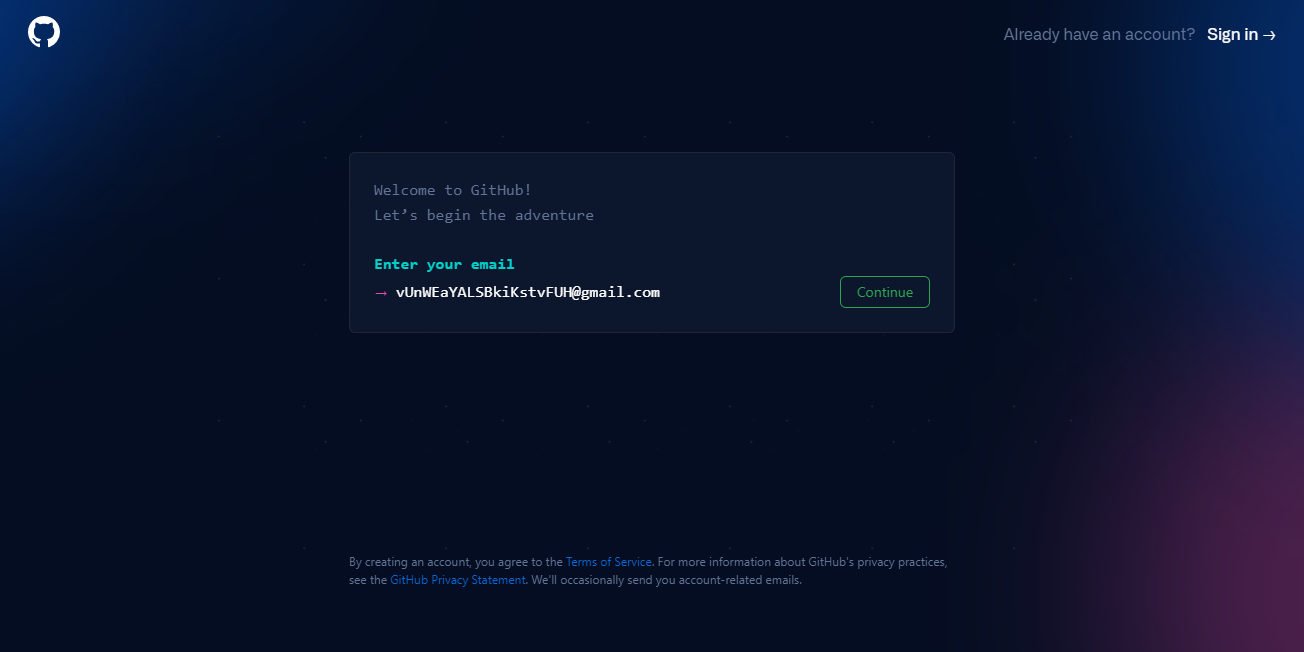 Already have an account? Sign in →
Welcome to GitHub!
Let’s begin the adventure
Enter your email
→ vUnWEaYALSBkiKstvFUH@gmail.com
Continue
By creating an account, you agree to the Terms of Service. For more information about GitHub's privacy practices,
see the GitHub Privacy Statement. We'll occasionally send you account-related emails.